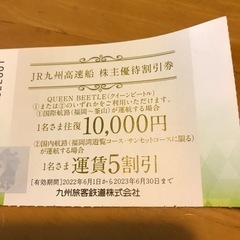 JR九州高速船 株主優待割引券
QUEEN BEETLE(クイーンビートル)
①または②のいずれかをご利用いただけます。
①国際航路(福岡～釜山)が運航する場合
1名さま往復10,000円
②国内航路(福岡湾遊覧コース・サンセットコースに限る)
が運航する場合
1名さま 運賃5割引
[有効期間]2022年6月1日から2023年6月30日まで
九州旅客鉄道株式会社